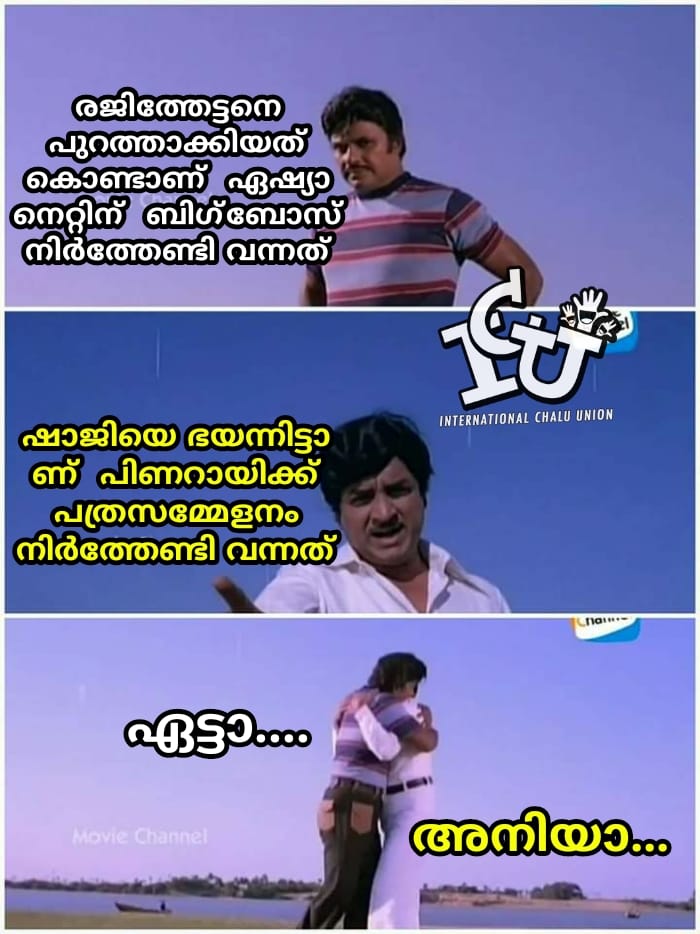 രജിത്തേട്ടനെ
പുറത്താക്കിയത്
കൊണ്ടാണ് ഏഷ്യാ
നെറ്റിന് ബിഗ്ബോസ്
നിർത്തേണ്ടി വന്നത്
ICU
INTERNATIONAL CHALU UNION
ഷാജിയെ ഭയന്നിട്ടാ
ണ് പിണറായിക്ക്
പത്രസമ്മേളനം
നിർത്തേണ്ടി വന്നത്
ഏട്ടാ....
അനിയാ...
Movie Channel